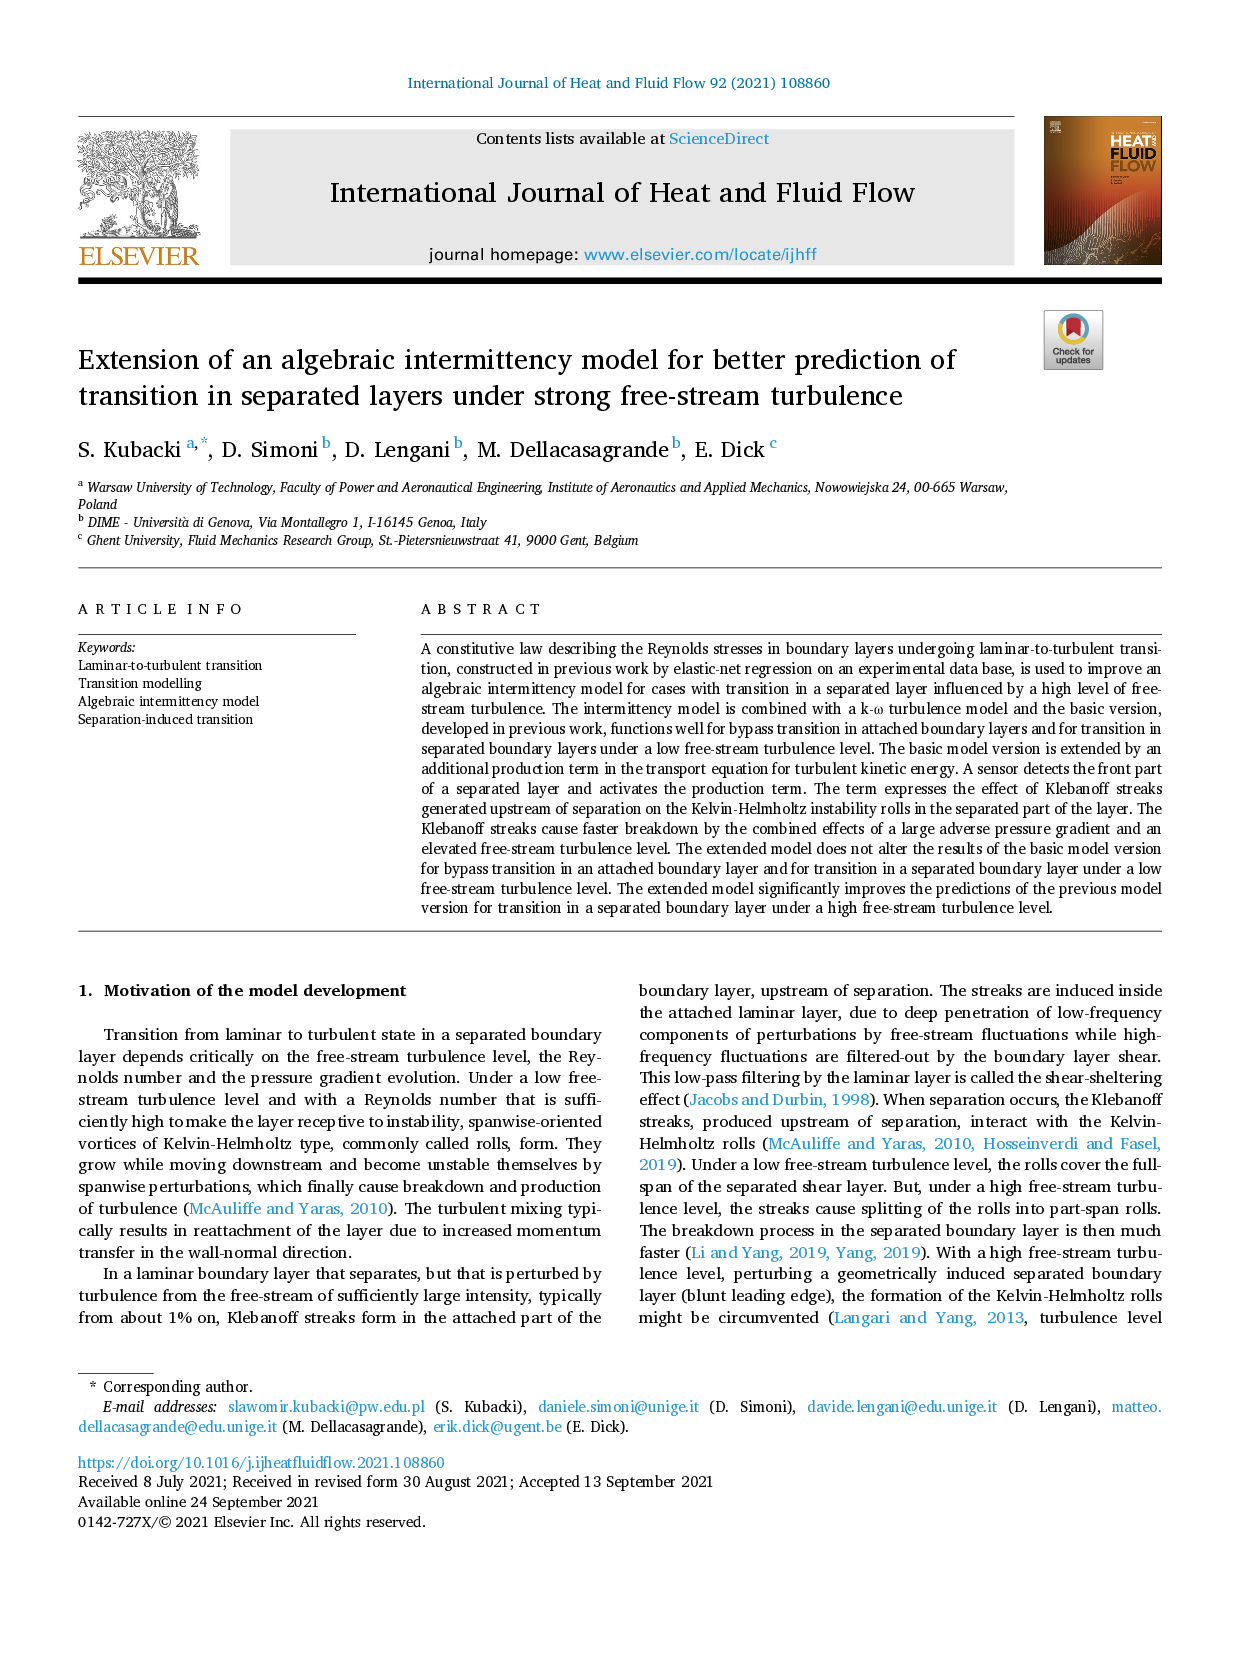 International Journal of Heat and Fluid Flow 92 (2021) 108860
Contents lists available at ScienceDirect
International Journal of Heat and Fluid Flow
journal homepage: www.elsevier.com/locate/ijhff
ELSEVIER
HEAT AND
FLUID
FLOW
Check for
updates
Extension of an algebraic intermittency model for better prediction of
transition in separated layers under strong free-stream turbulence
S. Kubacki a,*, D. Simoni b, D. Lengani b, M. Dellacasagrande b, E. Dick c
a Warsaw University of Technology, Faculty of Power and Aeronautical Engineering, Institute of Aeronautics and Applied Mechanics, Nowowiejska 24, 00-665 Warsaw,
Poland
b DIME - Università di Genova, Via Montallegro 1, I-16145 Genoa, Italy
c Ghent University, Fluid Mechanics Research Group, St.-Pietersnieuwstraat 41, 9000 Gent, Belgium
ARTICLE INFO
Keywords:
Laminar-to-turbulent transition
Transition modelling
Algebraic intermittency model
Separation-induced transition
ABSTRACT
A constitutive law describing the Reynolds stresses in boundary layers undergoing laminar-to-turbulent transi-
tion, constructed in previous work by elastic-net regression on an experimental data base, is used to improve an
algebraic intermittency model for cases with transition in a separated layer influenced by a high level of free-
stream turbulence. The intermittency model is combined with a k-ω turbulence model and the basic version,
developed in previous work, functions well for bypass transition in attached boundary layers and for transition in
separated boundary layers under a low free-stream turbulence level. The basic model version is extended by an
additional production term in the transport equation for turbulent kinetic energy. A sensor detects the front part
of a separated layer and activates the production term. The term expresses the effect of Klebanoff streaks
generated upstream of separation on the Kelvin-Helmholtz instability rolls in the separated part of the layer. The
Klebanoff streaks cause faster breakdown by the combined effects of a large adverse pressure gradient and an
elevated free-stream turbulence level. The extended model does not alter the results of the basic model version
for bypass transition in an attached boundary layer and for transition in a separated boundary layer under a low
free-stream turbulence level. The extended model significantly improves the predictions of the previous model
version for transition in a separated boundary layer under a high free-stream turbulence level.
1. Motivation of the model development
Transition from laminar to turbulent state in a separated boundary
layer depends critically on the free-stream turbulence level, the Rey-
nolds number and the pressure gradient evolution. Under a low free-
stream turbulence level and with a Reynolds number that is suffi-
ciently high to make the layer receptive to instability, spanwise-oriented
vortices of Kelvin-Helmholtz type, commonly called rolls, form. They
grow while moving downstream and become unstable themselves by
spanwise perturbations, which finally cause breakdown and production
of turbulence (McAuliffe and Yaras, 2010). The turbulent mixing typi-
cally results in reattachment of the layer due to increased momentum
transfer in the wall-normal direction.
In a laminar boundary layer that separates, but that is perturbed by
turbulence from the free-stream of sufficiently large intensity, typically
from about 1% on, Klebanoff streaks form in the attached part of the
boundary layer, upstream of separation. The streaks are induced inside
the attached laminar layer, due to deep penetration of low-frequency
components of perturbations by free-stream fluctuations while high-
frequency fluctuations are filtered-out by the boundary layer shear.
This low-pass filtering by the laminar layer is called the shear-sheltering
effect (Jacobs and Durbin, 1998). When separation occurs, the Klebanoff
streaks, produced upstream of separation, interact with the Kelvin-
Helmholtz rolls (McAuliffe and Yaras, 2010, Hosseinverdi and Fasel,
2019). Under a low free-stream turbulence level, the rolls cover the full-
span of the separated shear layer. But, under a high free-stream turbu-
lence level, the streaks cause splitting of the rolls into part-span rolls.
The breakdown process in the separated boundary layer is then much
faster (Li and Yang, 2019, Yang, 2019). With a high free-stream turbu-
lence level, perturbing a geometrically induced separated boundary
layer (blunt leading edge), the formation of the Kelvin-Helmholtz rolls
might be circumvented (Langari and Yang, 2013, turbulence level
* Corresponding author.
E-mail addresses: slawomir.kubacki@pw.edu.pl (S. Kubacki), daniele.simoni@unige.it (D. Simoni), davide.lengani@edu.unige.it (D. Lengani), matteo.
dellacasagrande@edu.unige.it (M. Dellacasagrande), erik.dick@ugent.be (E. Dick).
https://doi.org/10.1016/j.ijheatfluidflow.2021.108860
Received 8 July 2021; Received in revised form 30 August 2021; Accepted 13 September 2021
Available online 24 September 2021
0142-727X/© 2021 Elsevier Inc. All rights reserved.